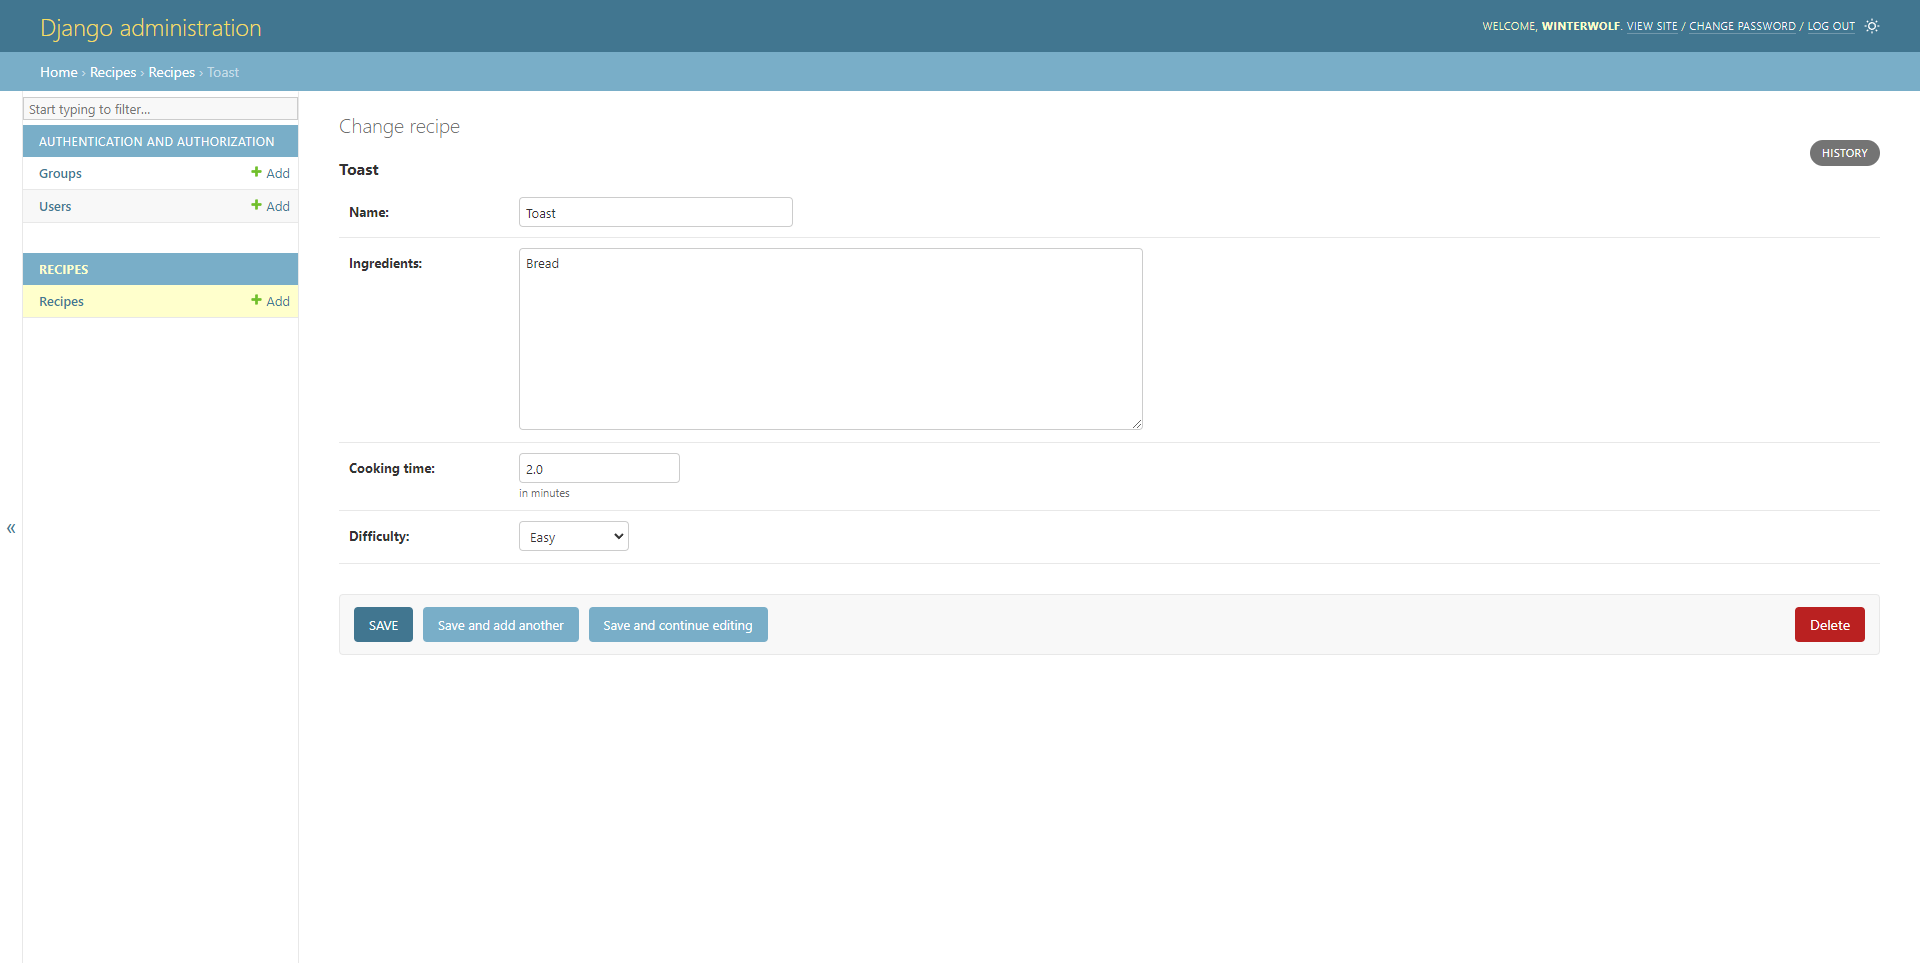 Django administration
WELCOME, WINTERWOLF. VIEW SITE / CHANGE PASSWORD / LOG OUT
Home › Recipes › Recipes › Toast
Start typing to filter...
AUTHENTICATION AND AUTHORIZATION
Groups + Add
Users + Add
RECIPES
Recipes + Add
«
Change recipe
HISTORY
Toast
Name: Toast
Ingredients: Bread
Cooking time: 2.0
in minutes
Difficulty: Easy
SAVE Save and add another Save and continue editing Delete